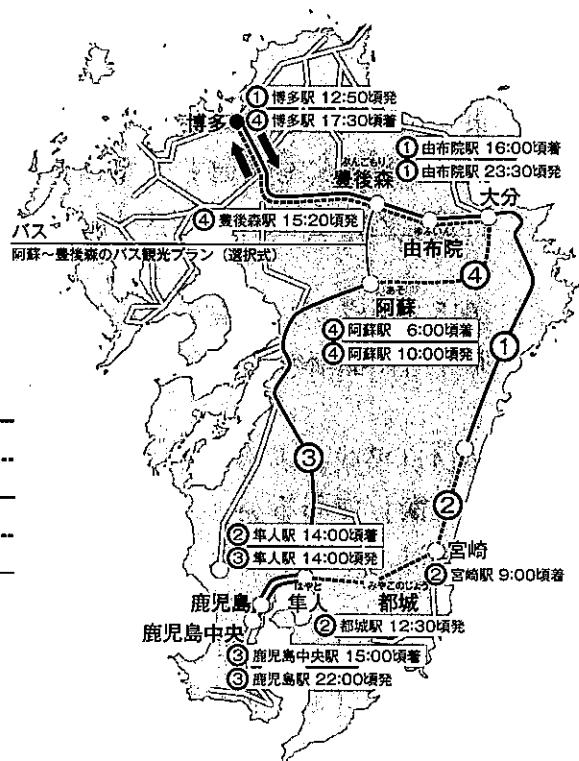 ① 博多駅 12:50頃発
博多
④ 博多駅 17:30頃着
① 由布院駅 16:00頃着
① 由布院駅 23:30頃発
ぶんごもり
豊後森
大分
④ 豊後森駅 15:20頃発
ゆふいん
由布院
バス
阿蘇～豊後森のバス観光プラン（選択式）
④
あそ
阿蘇
④ 阿蘇駅 6:00頃着
④ 阿蘇駅 10:00頃発
①
③
②
② 隼人駅 14:00頃着
③ 隼人駅 14:00頃発
宮崎
② 宮崎駅 9:00頃着
はやと
隼人
みやこのじょう
都城
鹿児島
鹿児島中央
② 都城駅 12:30頃発
③ 鹿児島中央駅 15:00頃着
③ 鹿児島駅 22:00頃発